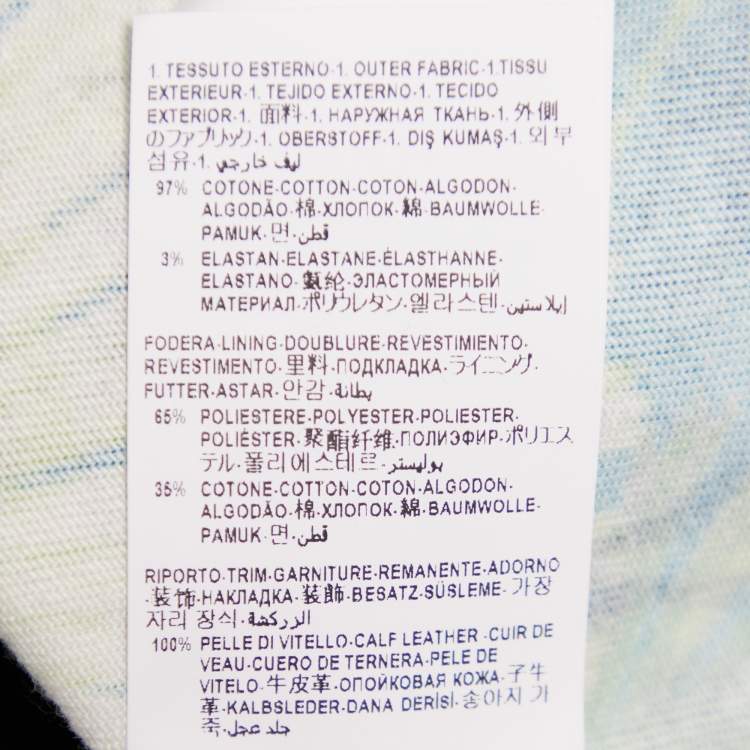 1. TESSUTO ESTERNO·1. OUTER FABRIC·1.TISSU
EXTERIEUR·1. TEJIDO EXTERNO·1. TECIDO
EXTERIOR·1. 面料·1. НАРУЖНАЯ ТКАНЬ·1. 外側
のファブリック·1. OBERSTOFF·1. DIŞ KUMAŞ·1. 외부
섬유·1. ليف خارجي
97% COTONE·COTTON·COTON·ALGODON·
ALGODÃO·棉·ХЛОПОК·綿·BAUMWOLLE·
PAMUK·면·قطن
3% ELASTAN·ELASTANE·ÉLASTHANNE·
ELASTANO·氨纶·ЭЛАСТОМЕРНЫЙ
МАТЕРИАЛ·ポリウレタン·엘라스텐·إيلاستين
FODERA·LINING·DOUBLURE·REVESTIMIENTO·
REVESTIMENTO·里料·ПОДКЛАДКА·ライニング·
FUTTER·ASTAR·안감·بطانة
65% POLIESTERE·POLYESTER·POLIESTER·
POLIÉSTER·聚酯纤维·ПОЛИЭФИР·ポリエス
テル·폴리에스테르·بوليستر
35% COTONE·COTTON·COTON·ALGODON·
ALGODÃO·棉·ХЛОПОК·綿·BAUMWOLLE·
PAMUK·면·قطن
RIPORTO·TRIM·GARNITURE·REMANENTE·ADORNO
·装饰·НАКЛАДКА·装飾·BESATZ·SÜSLEME·가장
자리 장식·الزركشة
100% PELLE DI VITELLO·CALF LEATHER·CUIR DE
VEAU·CUERO DE TERNERA·PELE DE
VITELO·牛皮革·ОПОЙКОВАЯ КОЖА·子牛
革·KALBSLEDER·DANA DERİSİ·송아지 가
죽·جلد عجل